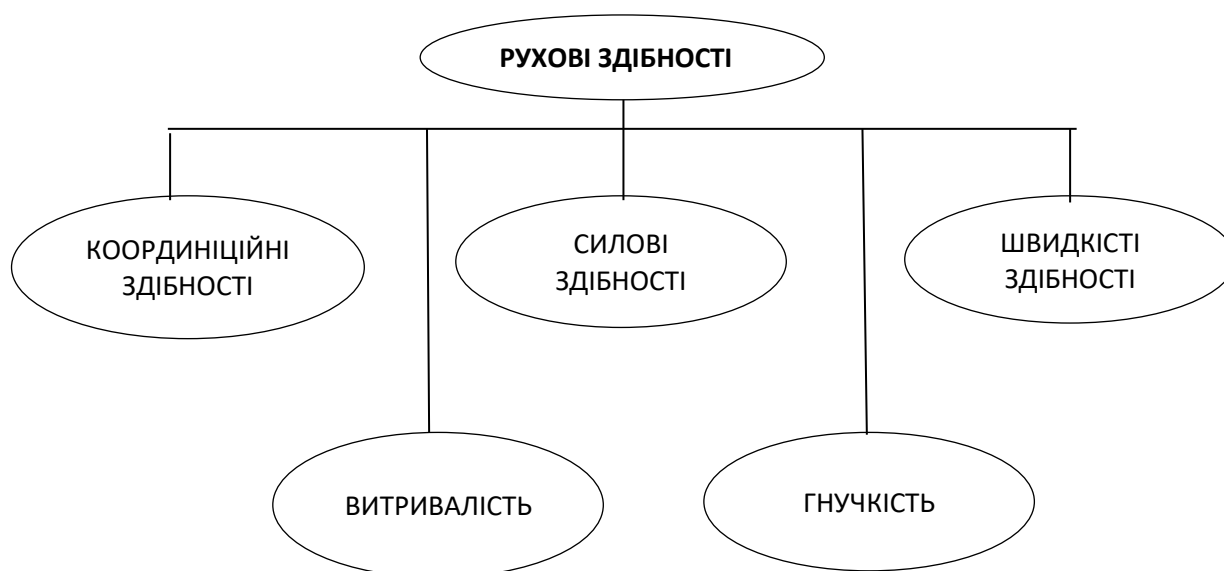 РУХОВІ ЗДІБНОСТІ
КООРДИНІЦІЙНІ
ЗДІБНОСТІ
СИЛОВІ
ЗДІБНОСТІ
ШВИДКІСТІ
ЗДІБНОСТІ
ВИТРИВАЛІСТЬ
ГНУЧКІСТЬ